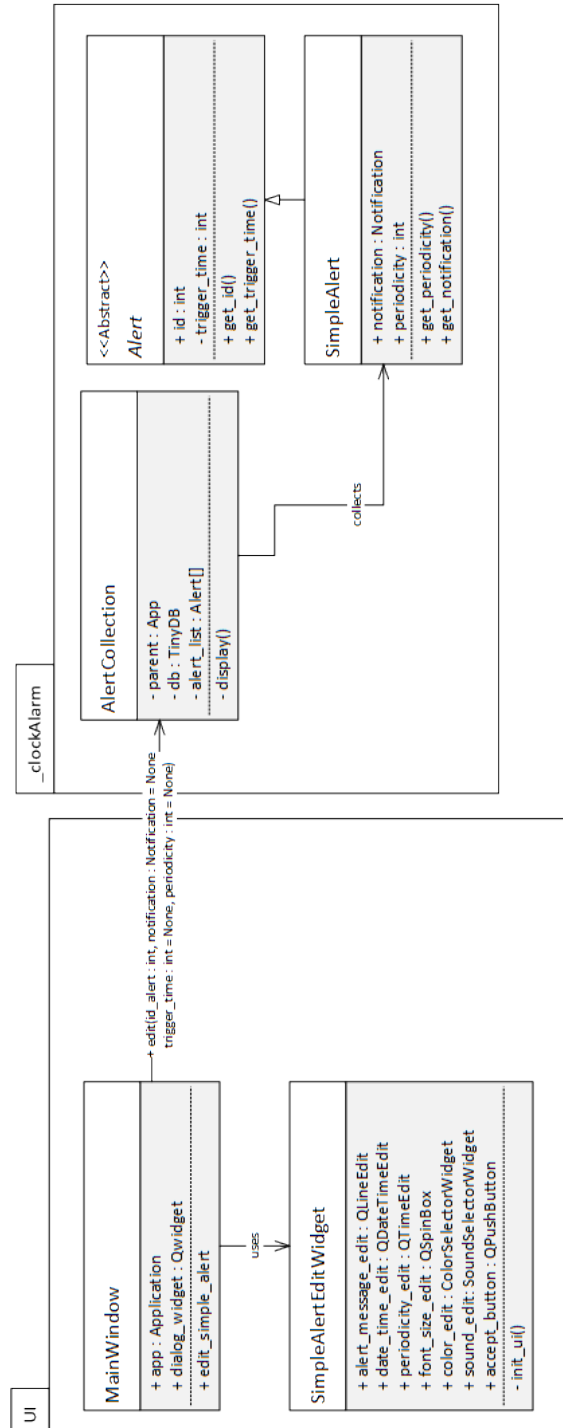 UI
MainWindow
+ app : Application
+ dialog_widget : Qwidget
+ edit_simple_alert
uses
SimpleAlertEditWidget
+ alert_message_edit : QLineEdit
+ date_time_edit : QDateTimeEdit
+ periodicity_edit : QTimeEdit
+ font_size_edit : QSpinBox
+ color_edit : ColorSelectorWidget
+ sound_edit: SoundSelectorWidget
+ accept_button : QPushButton
- init_ui()
+ edit(id_alert : int, notification : Notification = None
trigger_time : int = None, periodicity : int = None)
_clockAlarm
AlertCollection
- parent : App
- db : TinyDB
- alert_list : Alert[]
- display()
collects
<<Abstract>>
Alert
+ id : int
- trigger_time : int
+ get_id()
+ get_trigger_time()
SimpleAlert
+ notification : Notification
+ periodicity : int
+ get_periodicity()
+ get_notification()